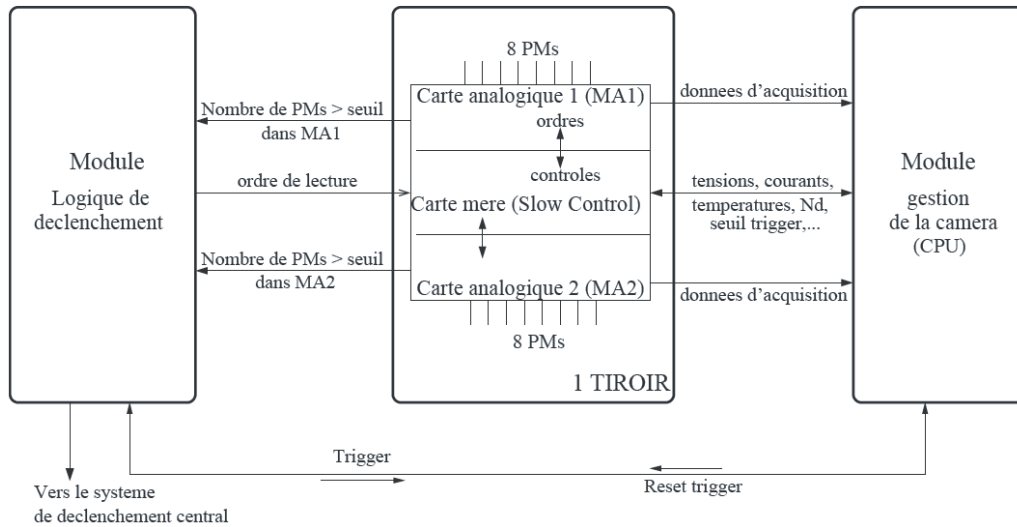 8 PMs
Carte analogique 1 (MA1)
donnees d'acquisition
Nombre de PMs > seuil
dans MA1
ordres
Module
Logique de
declenchement
ordre de lecture
controles
Carte mere (Slow Control)
tensions, courants,
temperatures, Nd,
seuil trigger,...
Module
gestion
de la camera
(CPU)
Nombre de PMs > seuil
dans MA2
Carte analogique 2 (MA2)
donnees d'acquisition
8 PMs
1 TIROIR
Trigger
Reset trigger
Vers le systeme
de declenchement central